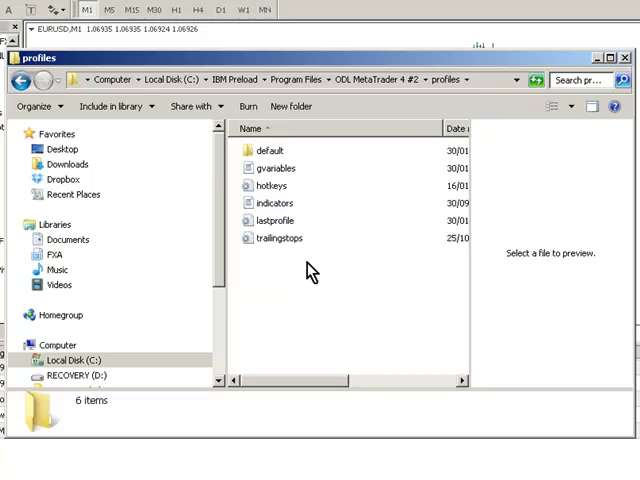 A T M1 M5 M15 M30 H1 H4 D1 W1 MN
EURUSD,M1 1.06935 1.06935 1.06924 1.06926
profiles
Computer Local Disk (C:) IBM Preload Program Files ODL MetaTrader 4 #2 profiles Search pr...
Organize Include in library Share with Burn New folder
Name Date
Favorites
Desktop
Downloads
Dropbox
Recent Places
Libraries
Documents
FXA
Music
Videos
Homegroup
Computer
Local Disk (C:)
RECOVERY (D:)
default 30/01
gvariables 30/01
hotkeys 16/01
indicators 30/09
lastprofile 30/01
trailingstops 25/10
Select a file to preview.
6 items